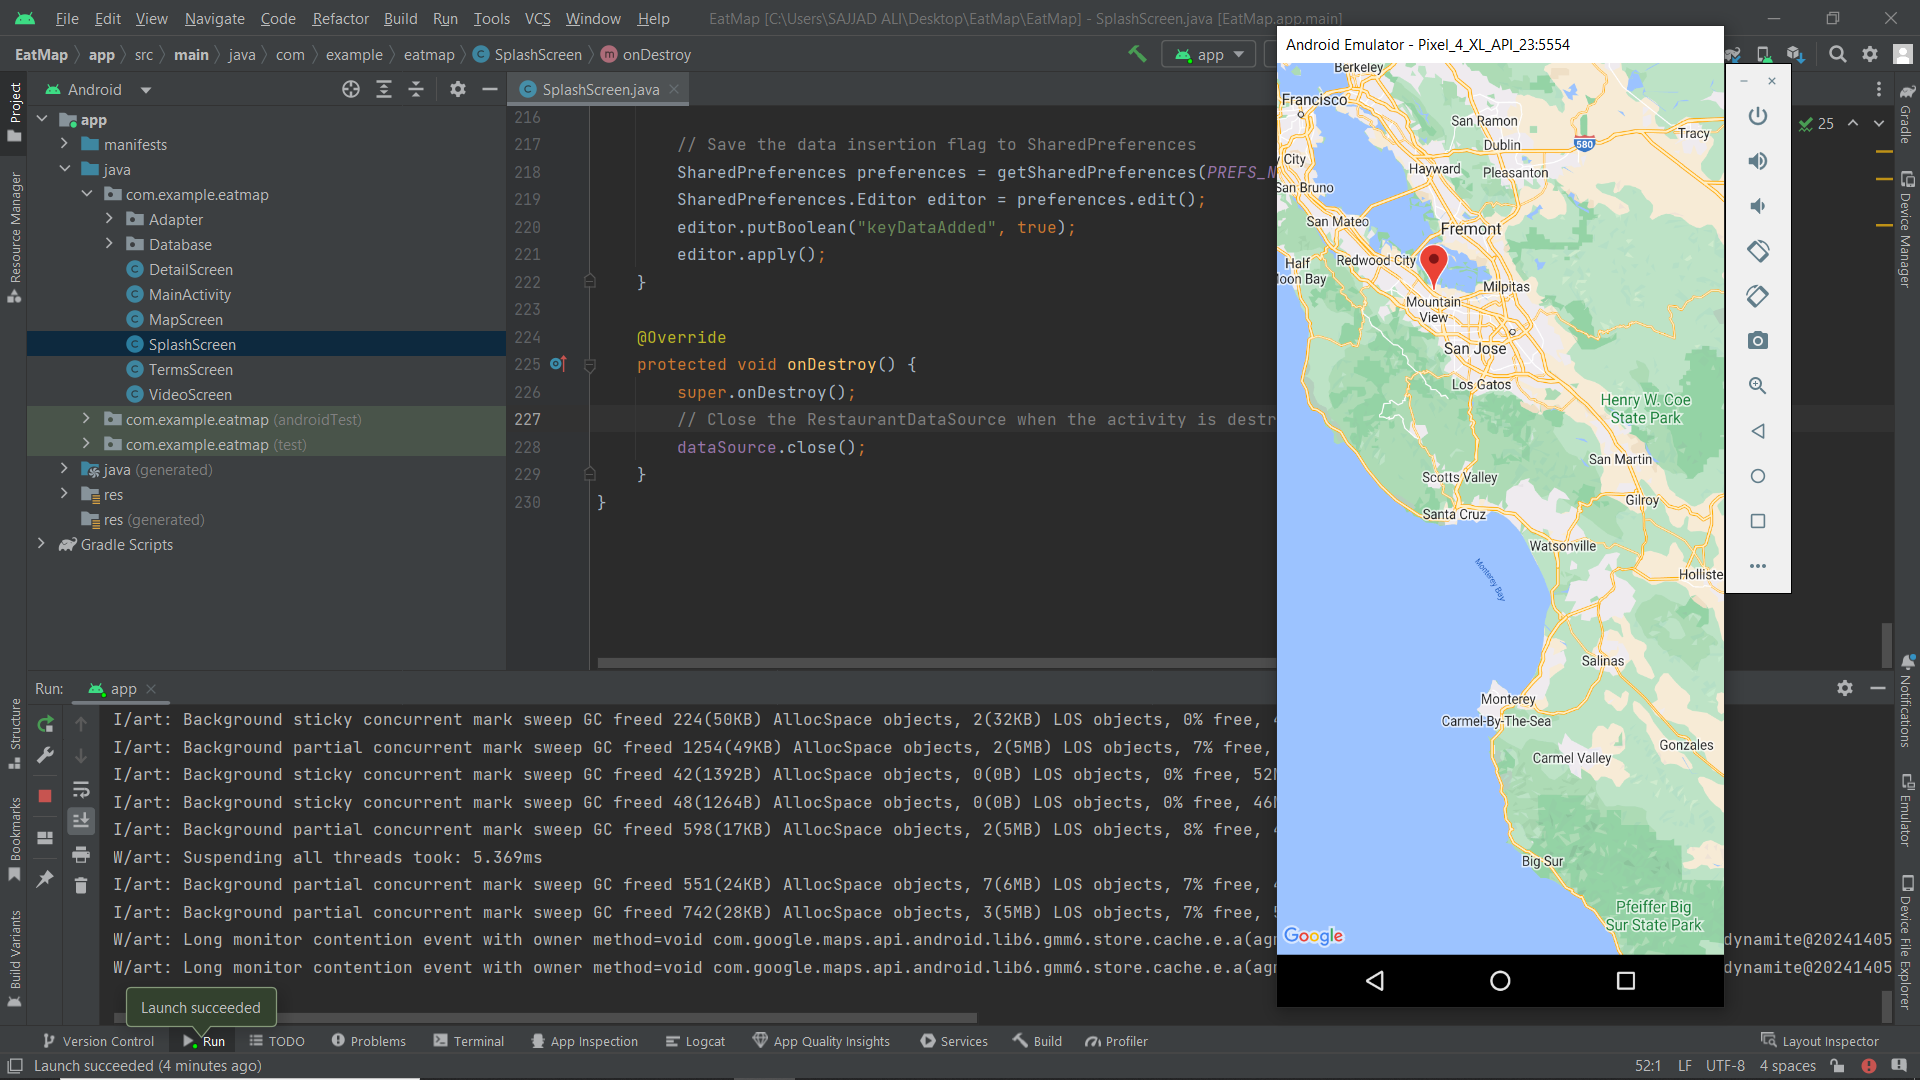 File Edit View Navigate Code Refactor Build Run Tools VCS Window Help EatMap [C:\Users\SAJJAD ALI\Desktop\EatMap\EatMap] - SplashScreen.java [EatMap.app.main]
EatMap app src main java com example eatmap SplashScreen onDestroy
app
Android
SplashScreen.java
Project
Resource Manager
Structure
Bookmarks
Build Variants
app
manifests
java
com.example.eatmap
Adapter
Database
DetailScreen
MainActivity
MapScreen
SplashScreen
TermsScreen
VideoScreen
com.example.eatmap (androidTest)
com.example.eatmap (test)
java (generated)
res
res (generated)
Gradle Scripts
216
217 // Save the data insertion flag to SharedPreferences
218 SharedPreferences preferences = getSharedPreferences(PREFS_N
219 SharedPreferences.Editor editor = preferences.edit();
220 editor.putBoolean("keyDataAdded", true);
221 editor.apply();
222 }
223
224 @Override
225 protected void onDestroy() {
226 super.onDestroy();
227 // Close the RestaurantDataSource when the activity is destr
228 dataSource.close();
229 }
230 }
25
Gradle
Device Manager
Notifications
Emulator
Device File Explorer
Android Emulator - Pixel_4_XL_API_23:5554
Berkeley
Francisco
San Ramon
Tracy
Dublin
580
y City
Hayward
Pleasanton
San Bruno
San Mateo
Fremont
Redwood City
Half
Moon Bay
Milpitas
Mountain
View
San Jose
Los Gatos
Henry W. Coe
State Park
San Martin
Scotts Valley
Gilroy
Santa Cruz
Watsonville
Monterey Bay
Holliste
Salinas
Monterey
Carmel-By-The-Sea
Gonzales
Carmel Valley
Big Sur
Pfeiffer Big
Sur State Park
Google
Run: app
I/art: Background sticky concurrent mark sweep GC freed 224(50KB) AllocSpace objects, 2(32KB) LOS objects, 0% free,
I/art: Background partial concurrent mark sweep GC freed 1254(49KB) AllocSpace objects, 2(5MB) LOS objects, 7% free,
I/art: Background sticky concurrent mark sweep GC freed 42(1392B) AllocSpace objects, 0(0B) LOS objects, 0% free, 52M
I/art: Background sticky concurrent mark sweep GC freed 48(1264B) AllocSpace objects, 0(0B) LOS objects, 0% free, 46M
I/art: Background partial concurrent mark sweep GC freed 598(17KB) AllocSpace objects, 2(5MB) LOS objects, 8% free,
W/art: Suspending all threads took: 5.369ms
I/art: Background partial concurrent mark sweep GC freed 551(24KB) AllocSpace objects, 7(6MB) LOS objects, 7% free,
I/art: Background partial concurrent mark sweep GC freed 742(28KB) AllocSpace objects, 3(5MB) LOS objects, 7% free,
W/art: Long monitor contention event with owner method=void com.google.maps.api.android.lib6.gmm6.store.cache.e.a(ag dynamite@20241405
W/art: Long monitor contention event with owner method=void com.google.maps.api.android.lib6.gmm6.store.cache.e.a(ag dynamite@20241405
Launch succeeded
Version Control Run TODO Problems Terminal App Inspection Logcat App Quality Insights Services Build Profiler Layout Inspector
Launch succeeded (4 minutes ago) 52:1 LF UTF-8 4 spaces